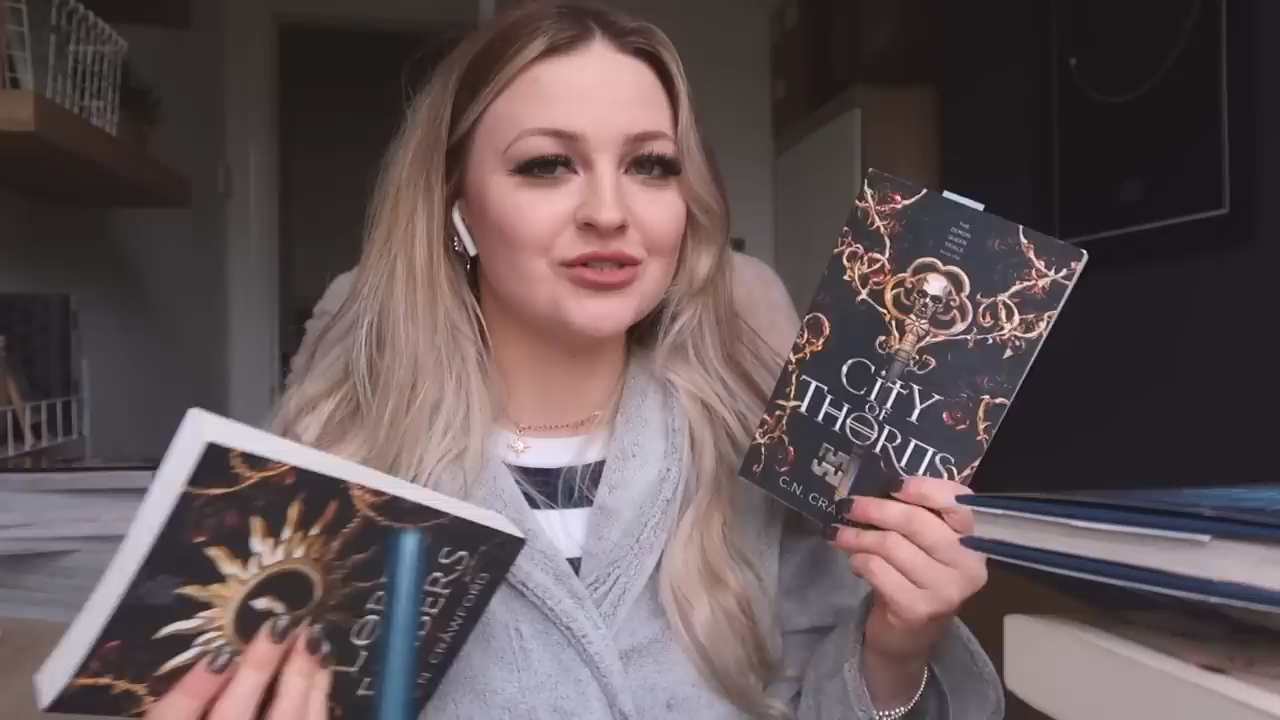 THE
DEMON
QUEEN
TRIALS
CITY
OF
THORNS
C.N. CRA
N CRAWFORD